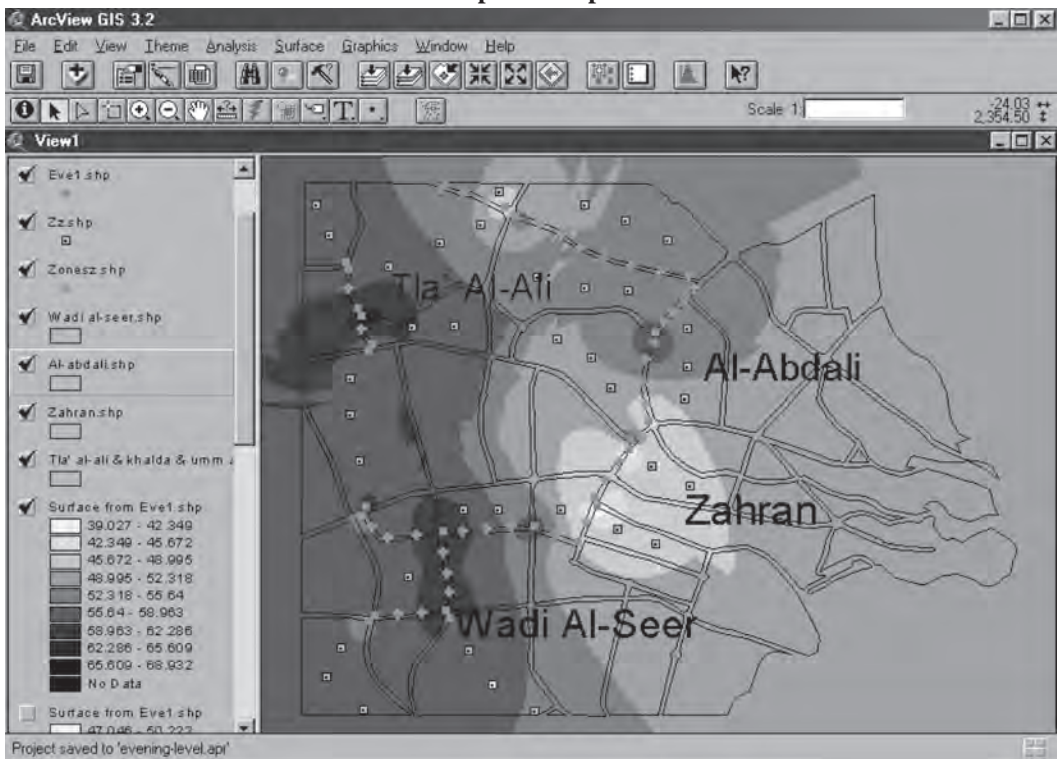 ArcView GIS 3.2
File Edit View Theme Analysis Surface Graphics Window Help
Scale 1:
-24.03
2,354.50
View1
Eve1.shp
Zz.shp
Zonesz.shp
Wadi al-seer.shp
Al-abdali.shp
Zahran.shp
Tla' al-ali & khalda & umm
Surface from Eve1.shp
39.027 - 42.349
42.349 - 45.672
45.672 - 48.995
48.995 - 52.318
52.318 - 55.64
55.64 - 58.963
58.963 - 62.286
62.286 - 65.609
65.609 - 68.932
No Data
Surface from Eve1.shp
47.046 - 50.222
Tla' Al-Ali
Al-Abdali
Zahran
Wadi Al-Seer
Project saved to 'evening-level.apr'